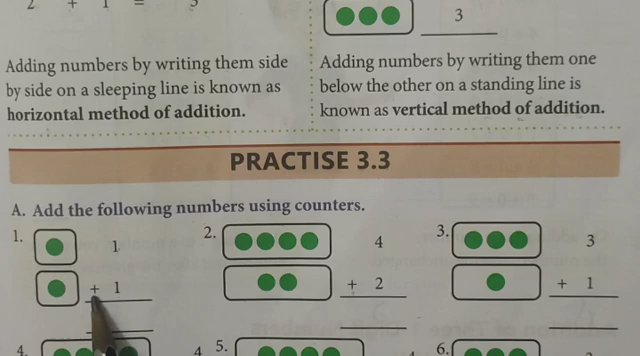 2 + 1 = 3
3
Adding numbers by writing them side
by side on a sleeping line is known as
horizontal method of addition.
Adding numbers by writing them one
below the other on a standing line is
known as vertical method of addition.
PRACTISE 3.3
A. Add the following numbers using counters.
1. 1
+ 1
2. 4
+ 2
3. 3
+ 1
4. 4
5.
6.